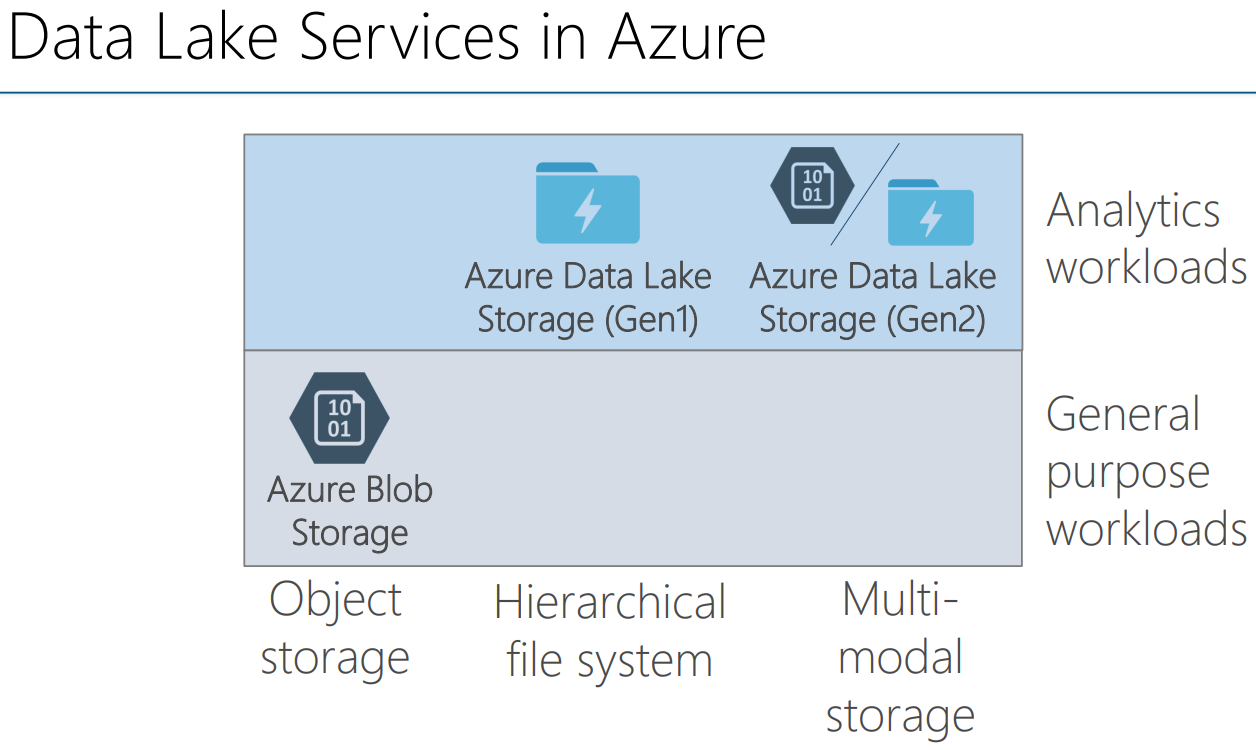 Data Lake Services in Azure
10
01
Azure Data Lake
Storage (Gen1)
Azure Data Lake
Storage (Gen2)
Analytics
workloads
10
01
Azure Blob
Storage
General
purpose
workloads
Object
storage
Hierarchical
file system
Multi-
modal
storage